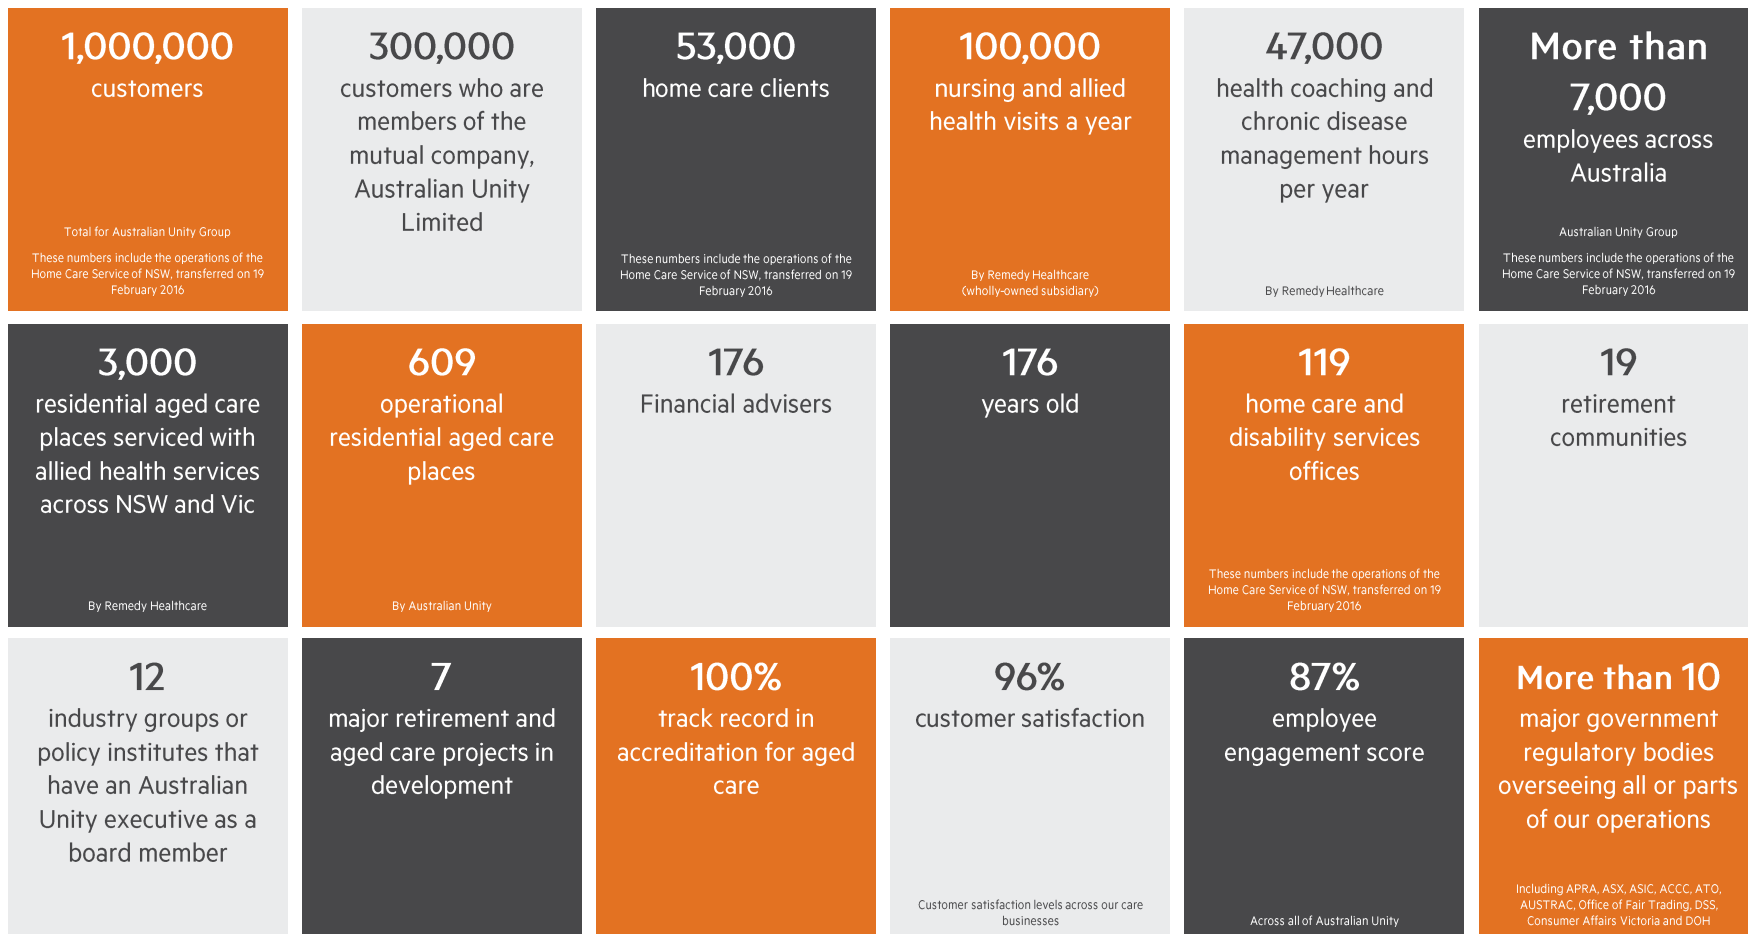 1,000,000
customers
Total for Australian Unity Group
These numbers include the operations of the
Home Care Service of NSW, transferred on 19
February 2016
300,000
customers who are
members of the
mutual company,
Australian Unity
Limited
53,000
home care clients
These numbers include the operations of the
Home Care Service of NSW, transferred on 19
February 2016
100,000
nursing and allied
health visits a year
By Remedy Healthcare
(wholly-owned subsidiary)
47,000
health coaching and
chronic disease
management hours
per year
By Remedy Healthcare
More than
7,000
employees across
Australia
Australian Unity Group
These numbers include the operations of the
Home Care Service of NSW, transferred on 19
February 2016
3,000
residential aged care
places serviced with
allied health services
across NSW and Vic
By Remedy Healthcare
609
operational
residential aged care
places
By Australian Unity
176
Financial advisers
176
years old
119
home care and
disability services
offices
These numbers include the operations of the
Home Care Service of NSW, transferred on 19
February 2016
19
retirement
communities
12
industry groups or
policy institutes that
have an Australian
Unity executive as a
board member
7
major retirement and
aged care projects in
development
100%
track record in
accreditation for aged
care
96%
customer satisfaction
Customer satisfaction levels across our care
businesses
87%
employee
engagement score
Across all of Australian Unity
More than 10
major government
regulatory bodies
overseeing all or parts
of our operations
Including APRA, ASX, ASIC, ACCC, ATO,
AUSTRAC, Office of Fair Trading, DSS,
Consumer Affairs Victoria and DOH